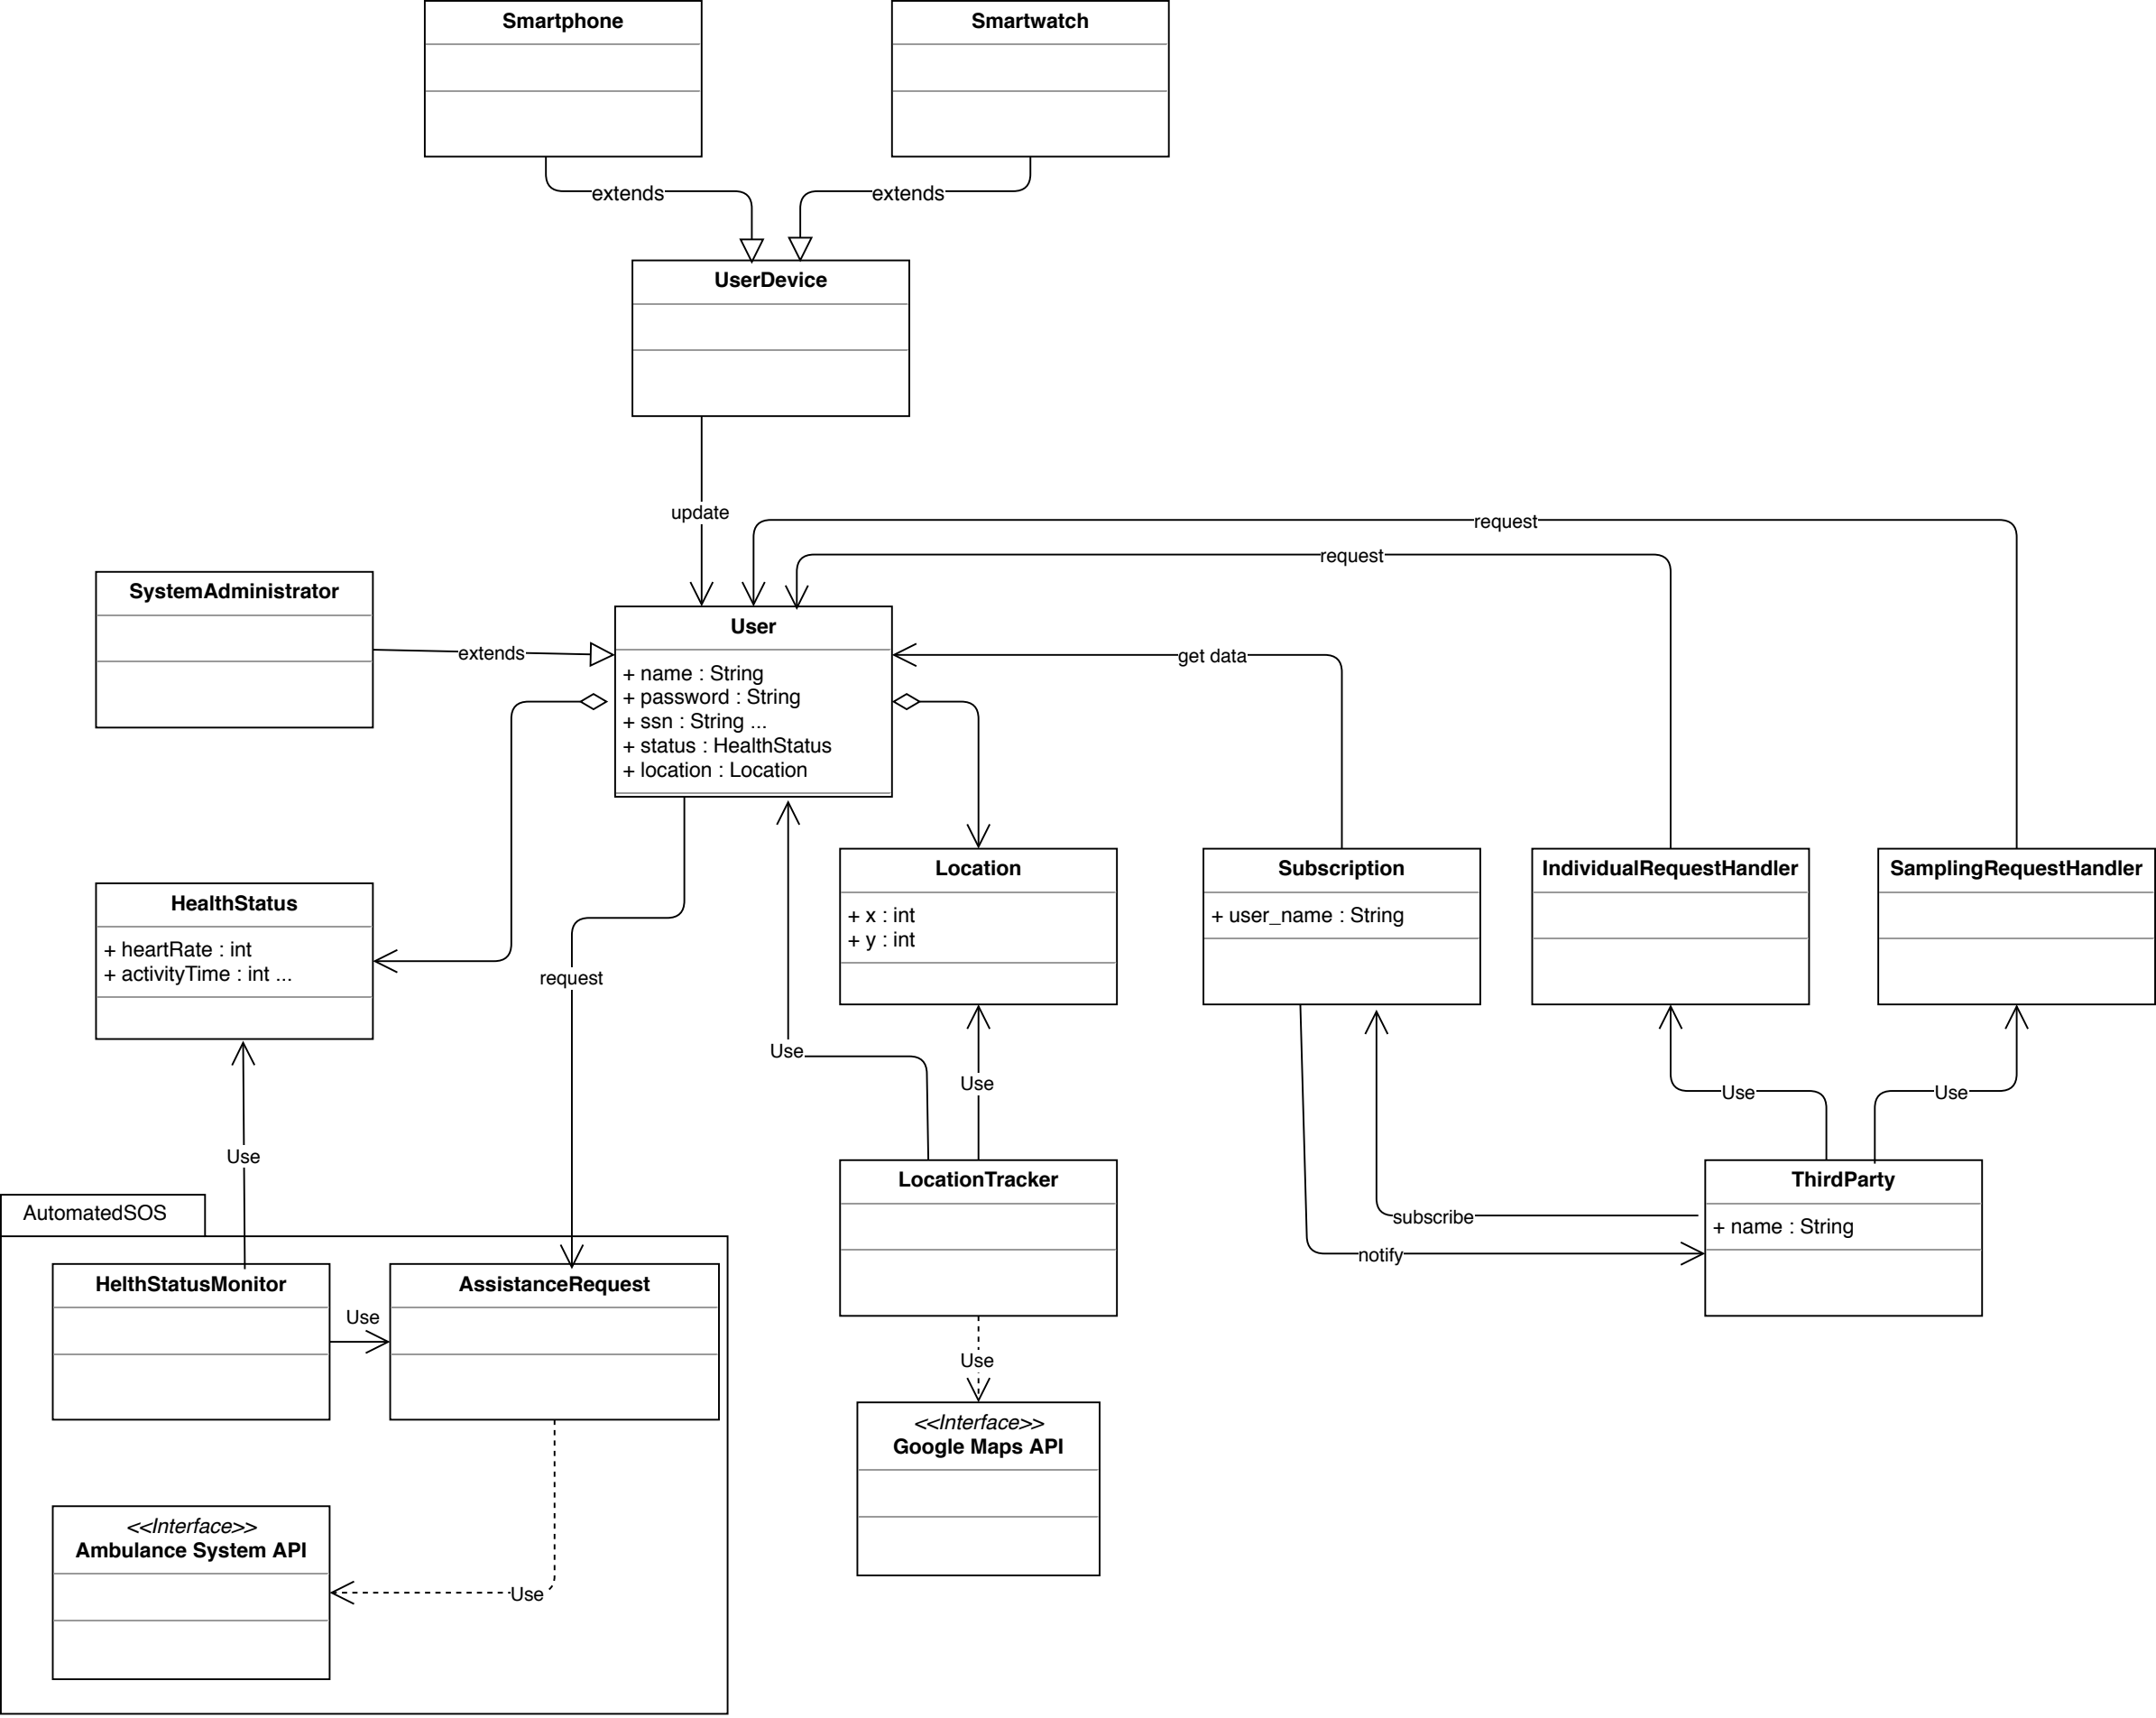 Smartphone
Smartwatch
extends
extends
UserDevice
update
request
request
SystemAdministrator
extends
User
+ name : String
+ password : String
+ ssn : String ...
+ status : HealthStatus
+ location : Location
get data
HealthStatus
+ heartRate : int
+ activityTime : int ...
request
Location
+ x : int
+ y : int
Subscription
+ user_name : String
IndividualRequestHandler
SamplingRequestHandler
Use
Use
Use
Use
Use
AutomatedSOS
HelthStatusMonitor
Use
AssistanceRequest
LocationTracker
subscribe
notify
ThirdParty
+ name : String
Use
<<Interface>>
Google Maps API
<<Interface>>
Ambulance System API
Use